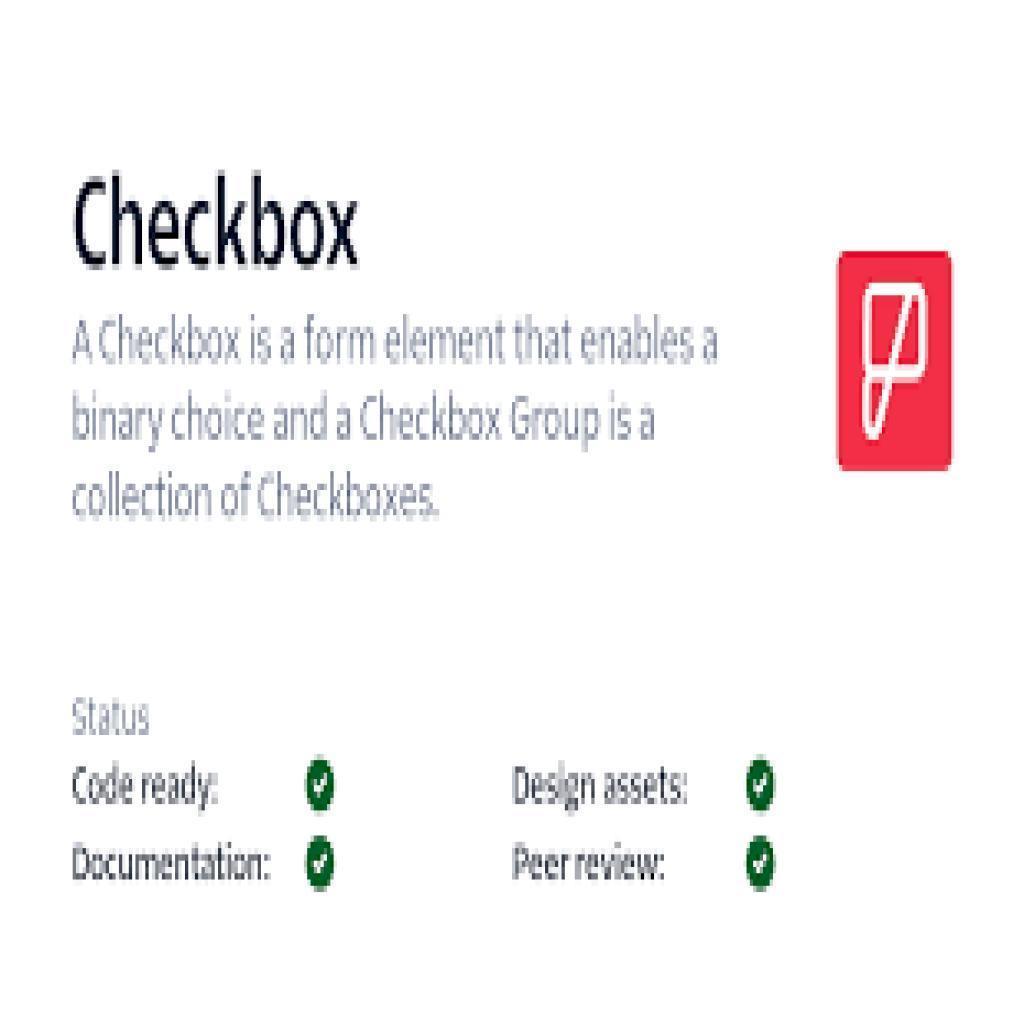 Checkbox
A Checkbox is a form element that enables a
binary choice and a Checkbox Group is a
collection of Checkboxes.
Status
Code ready:
Design assets:
Documentation:
Peer review: